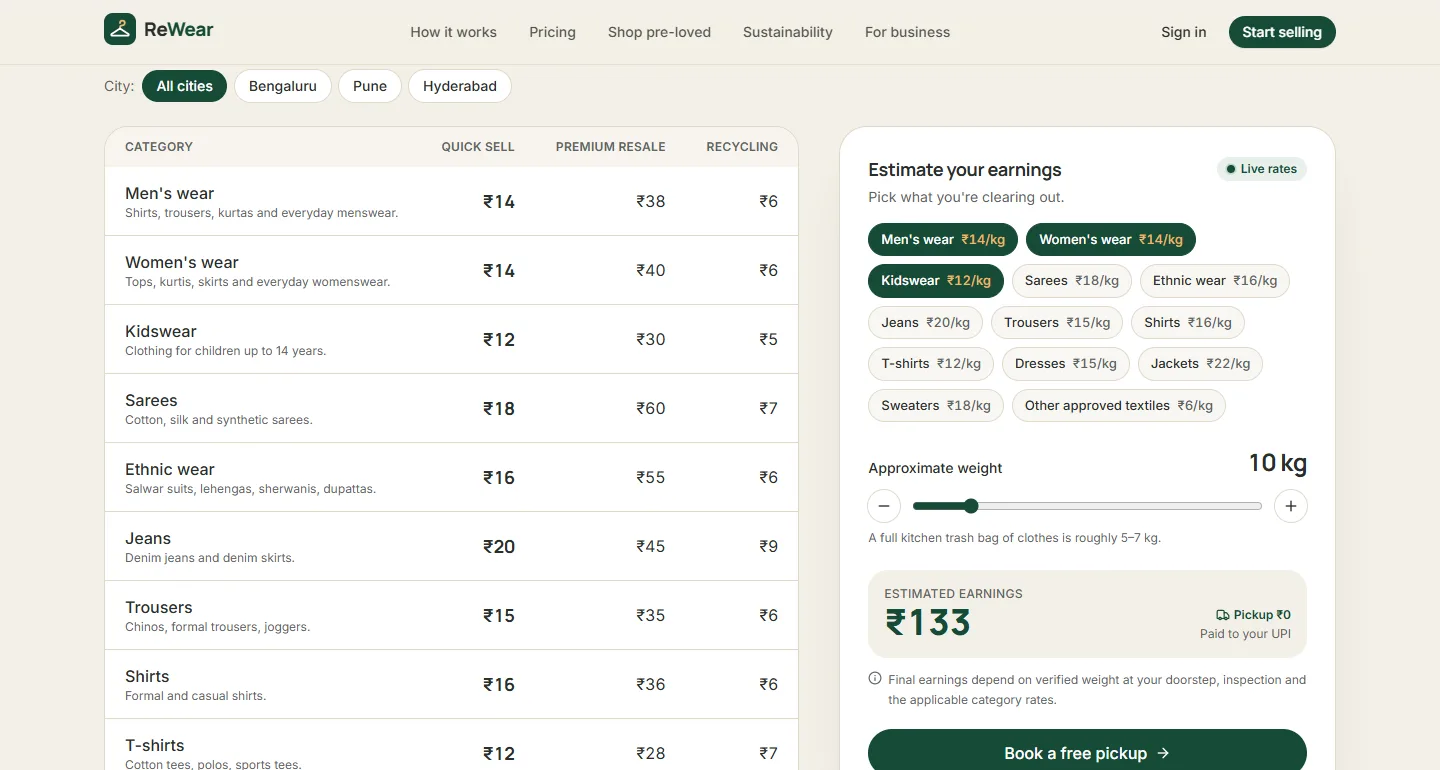 ReWear
How it works Pricing Shop pre-loved Sustainability For business
Sign in Start selling
City: All cities Bengaluru Pune Hyderabad
CATEGORY QUICK SELL PREMIUM RESALE RECYCLING
Men's wear ₹14 ₹38 ₹6
Shirts, trousers, kurtas and everyday menswear.
Women's wear ₹14 ₹40 ₹6
Tops, kurtis, skirts and everyday womenswear.
Kidswear ₹12 ₹30 ₹5
Clothing for children up to 14 years.
Sarees ₹18 ₹60 ₹7
Cotton, silk and synthetic sarees.
Ethnic wear ₹16 ₹55 ₹6
Salwar suits, lehengas, sherwanis, dupattas.
Jeans ₹20 ₹45 ₹9
Denim jeans and denim skirts.
Trousers ₹15 ₹35 ₹6
Chinos, formal trousers, joggers.
Shirts ₹16 ₹36 ₹6
Formal and casual shirts.
T-shirts ₹12 ₹28 ₹7
Cotton tees, polos, sports tees.
Estimate your earnings Live rates
Pick what you're clearing out.
Men's wear ₹14/kg Women's wear ₹14/kg
Kidswear ₹12/kg Sarees ₹18/kg Ethnic wear ₹16/kg
Jeans ₹20/kg Trousers ₹15/kg Shirts ₹16/kg
T-shirts ₹12/kg Dresses ₹15/kg Jackets ₹22/kg
Sweaters ₹18/kg Other approved textiles ₹6/kg
Approximate weight 10 kg
A full kitchen trash bag of clothes is roughly 5–7 kg.
ESTIMATED EARNINGS
₹133 Pickup ₹0
Paid to your UPI
Final earnings depend on verified weight at your doorstep, inspection and
the applicable category rates.
Book a free pickup →